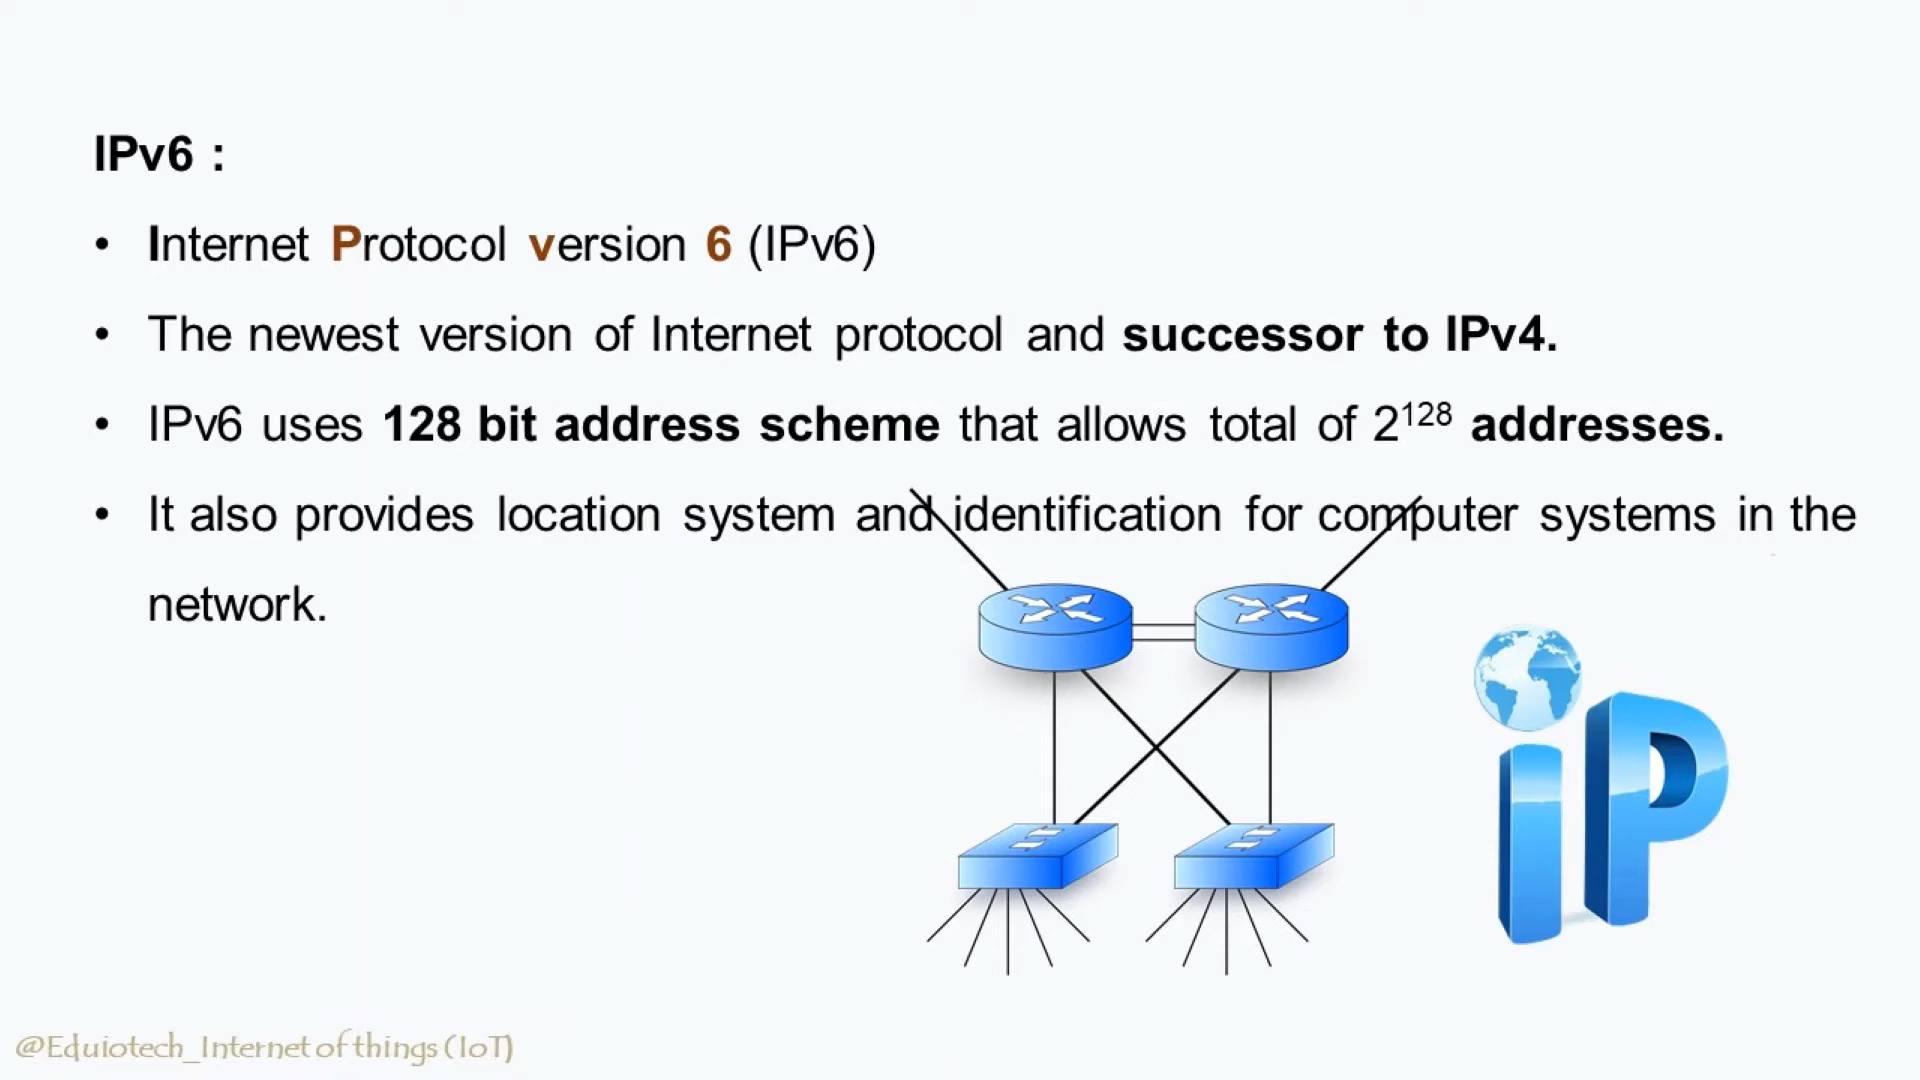 IPv6 :
• Internet Protocol version 6 (IPv6)
• The newest version of Internet protocol and successor to IPv4.
• IPv6 uses 128 bit address scheme that allows total of 2¹²⁸ addresses.
• It also provides location system and identification for computer systems in the
network.
iP
@Eduiotech_Internet of things (IoT)